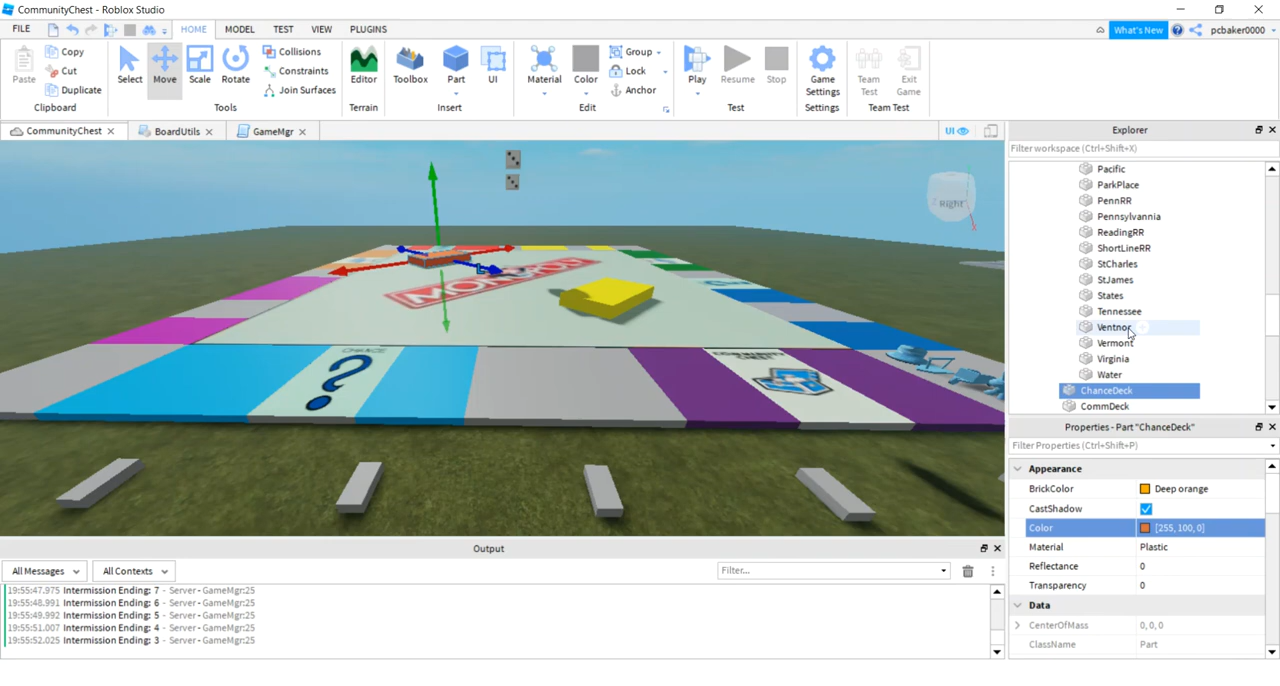 CommunityChest - Roblox Studio
FILE HOME MODEL TEST VIEW PLUGINS What's New pcbaker0000
Paste Copy Cut Duplicate Select Move Scale Rotate Collisions Constraints Join Surfaces Editor Toolbox Part UI Material Color Group Lock Anchor Play Resume Stop Game Settings Team Test Exit Game
Clipboard Tools Terrain Insert Edit Test Settings Team Test
CommunityChest BoardUtils GameMgr UI
Explorer
Filter workspace (Ctrl+Shift+X)
Pacific
ParkPlace
PennRR
Pennsylvannia
ReadingRR
ShortLineRR
StCharles
StJames
States
Tennessee
Ventnor
Vermont
Virginia
Water
ChanceDeck
CommDeck
RIGHT
MONOPOLY
CHANCE
COMMUNITY CHEST
Properties - Part "ChanceDeck"
Filter Properties (Ctrl+Shift+P)
Appearance
BrickColor Deep orange
CastShadow
Color [255, 100, 0]
Material Plastic
Reflectance 0
Transparency 0
Data
CenterOfMass 0, 0, 0
ClassName Part
Output
All Messages All Contexts Filter...
19:55:47.975 Intermission Ending: 7 - Server - GameMgr:25
19:55:48.991 Intermission Ending: 6 - Server - GameMgr:25
19:55:49.992 Intermission Ending: 5 - Server - GameMgr:25
19:55:51.007 Intermission Ending: 4 - Server - GameMgr:25
19:55:52.025 Intermission Ending: 3 - Server - GameMgr:25